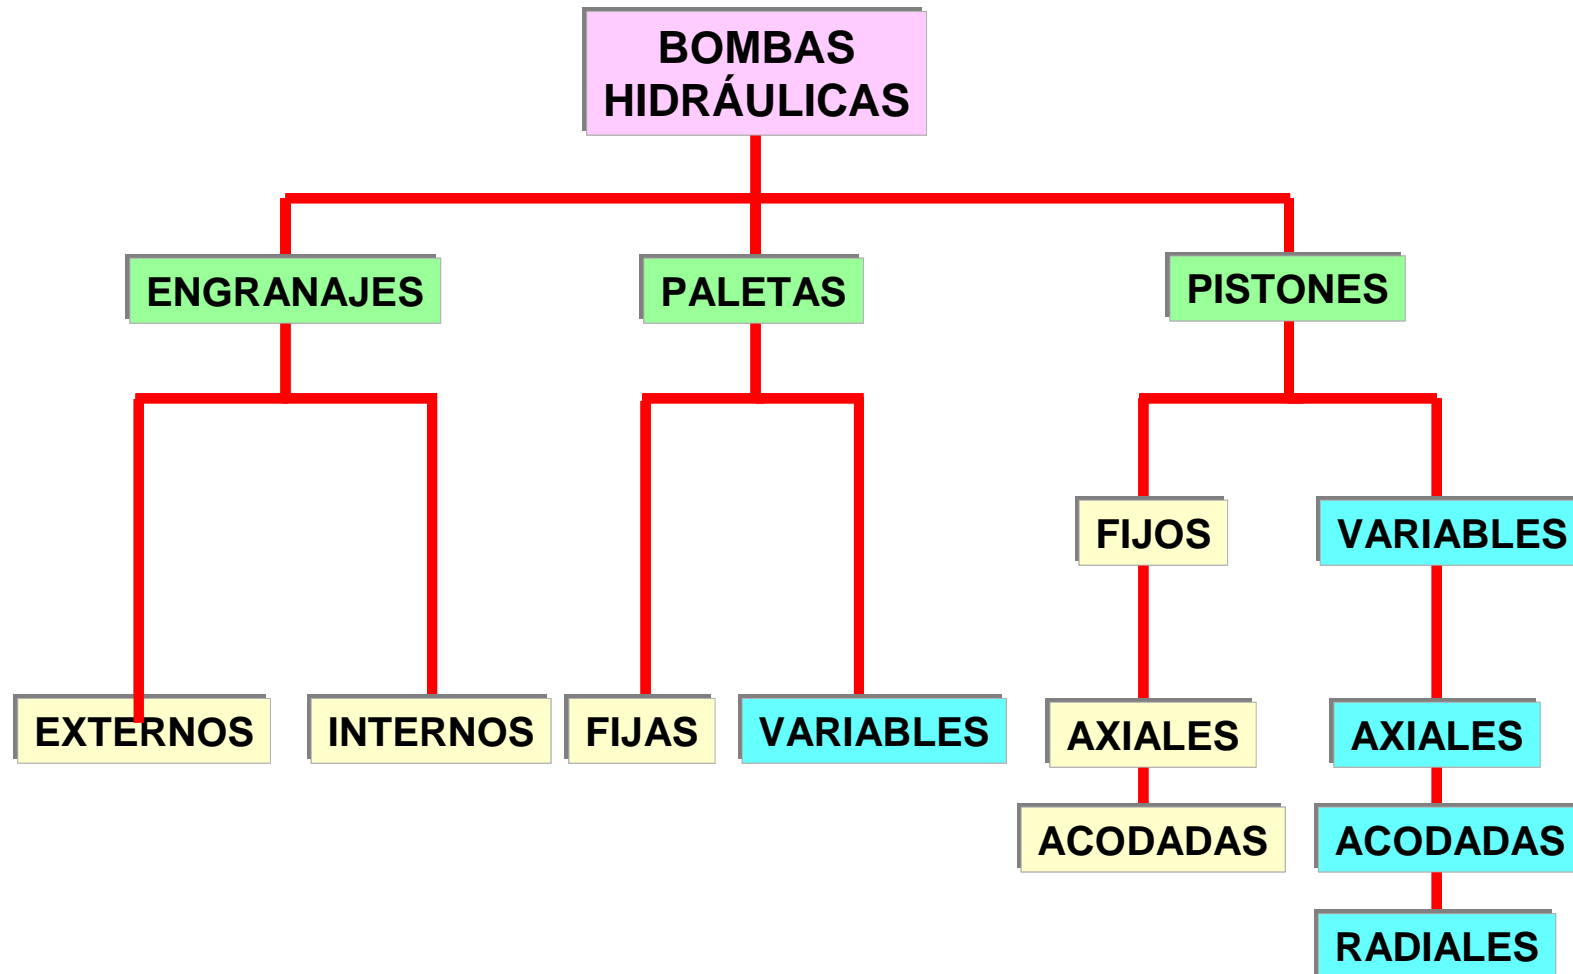 BOMBAS
HIDRÁULICAS
ENGRANAJES
PALETAS
PISTONES
FIJOS
VARIABLES
EXTERNOS
INTERNOS
FIJAS
VARIABLES
AXIALES
AXIALES
ACODADAS
ACODADAS
RADIALES